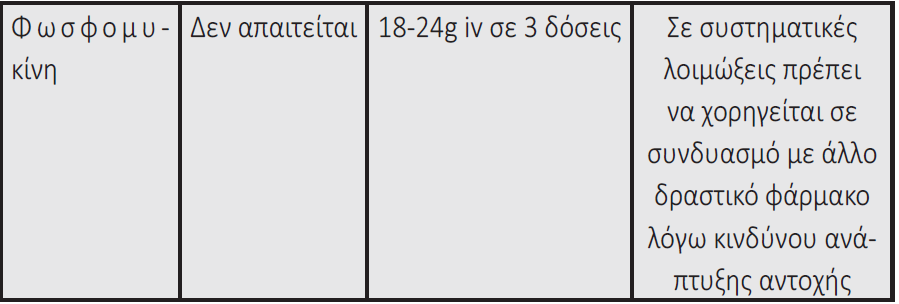 Φωσφομυ-
κίνη
Δεν απαιτείται
18-24g iv σε 3 δόσεις
Σε συστηματικές
λοιμώξεις πρέπει
να χορηγείται σε
συνδυασμό με άλλο
δραστικό φάρμακο
λόγω κινδύνου ανά-
πτυξης αντοχής